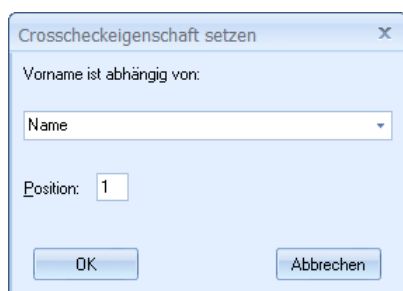 Crosscheckeigenschaft setzen
Vorname ist abhängig von:
Name
Position: 1
OK Abbrechen